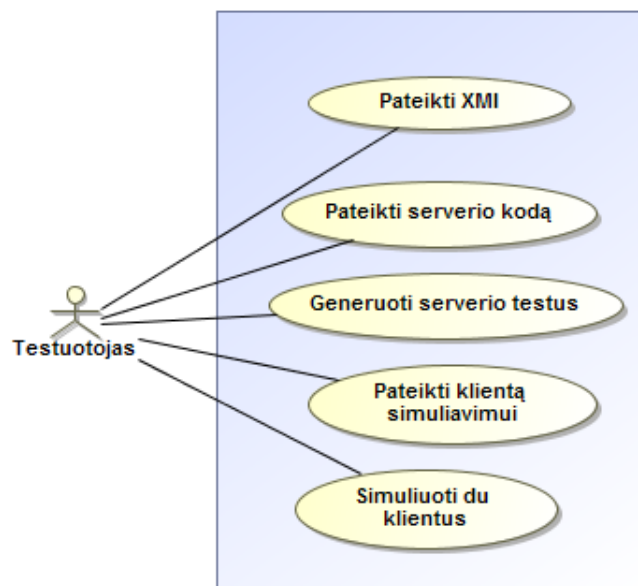 Pateikti XMI
Pateikti serverio kodą
Generuoti serverio testus
Testuotojas
Pateikti klientą
simuliavimui
Simuliuoti du
klientus